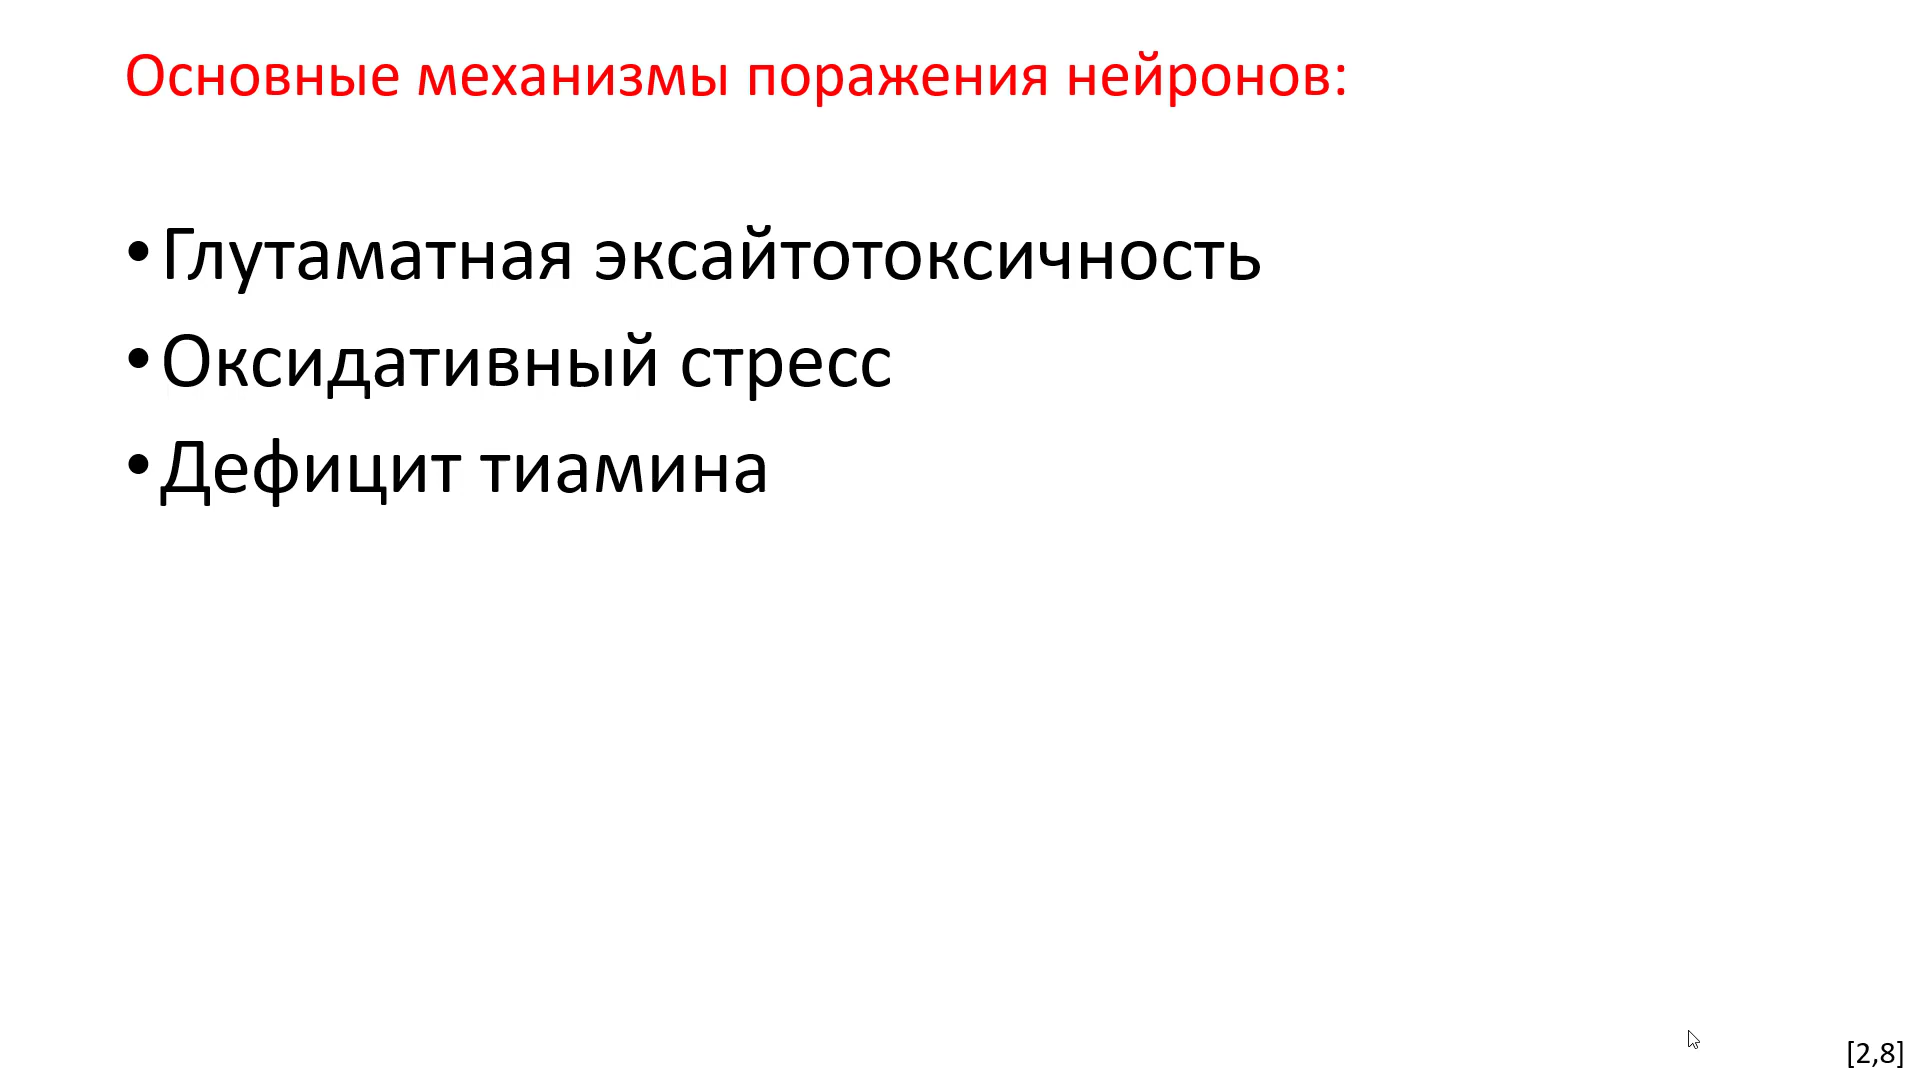 Основные механизмы поражения нейронов:
•Глутаматная эксайтотоксичность
•Оксидативный стресс
•Дефицит тиамина
[2,8]